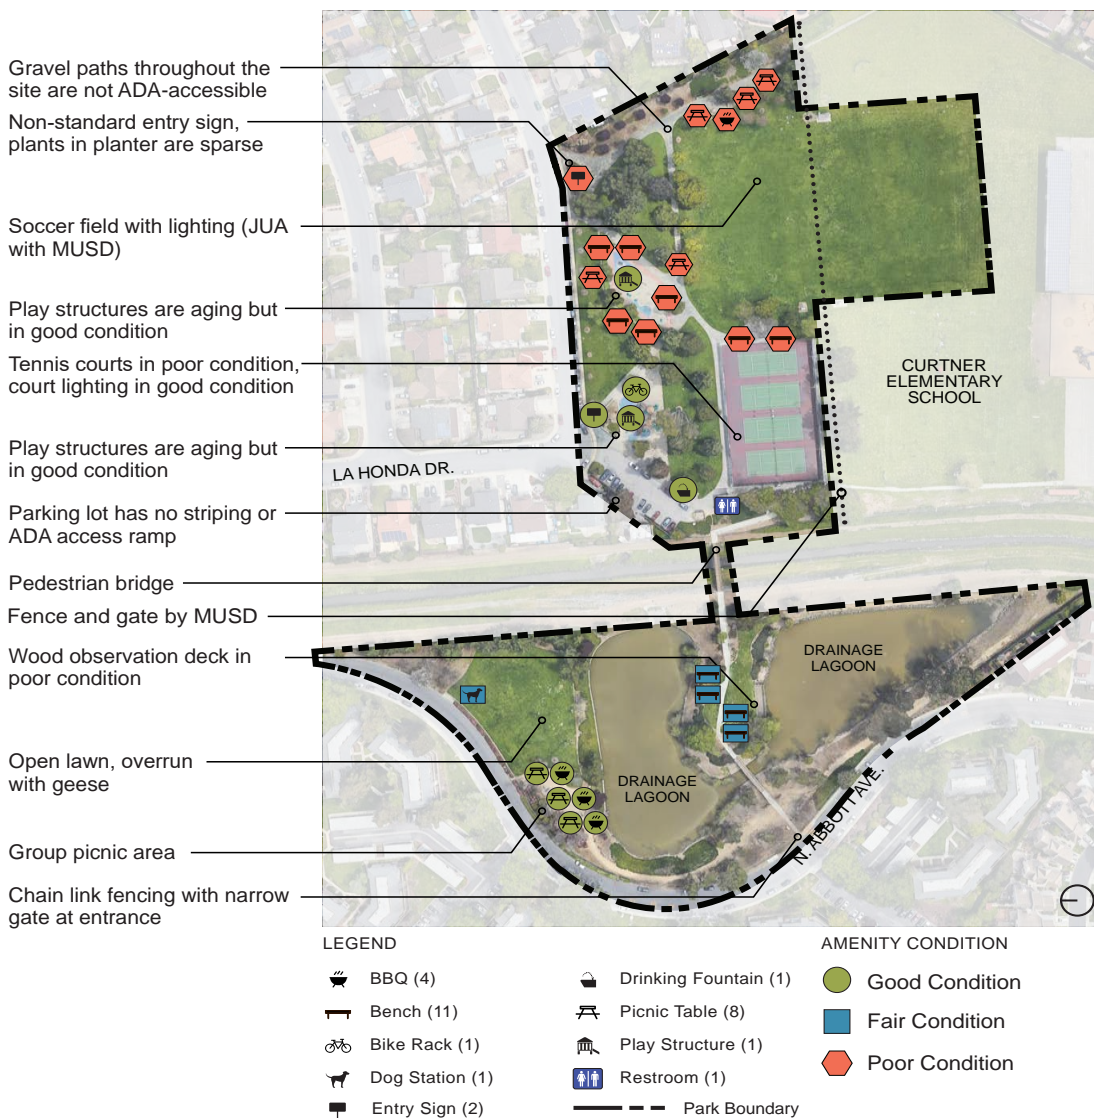 Gravel paths throughout the
site are not ADA-accessible
Non-standard entry sign,
plants in planter are sparse
Soccer field with lighting (JUA
with MUSD)
Play structures are aging but
in good condition
Tennis courts in poor condition,
court lighting in good condition
Play structures are aging but
in good condition
Parking lot has no striping or
ADA access ramp
Pedestrian bridge
Fence and gate by MUSD
Wood observation deck in
poor condition
Open lawn, overrun
with geese
Group picnic area
Chain link fencing with narrow
gate at entrance
CURTNER
ELEMENTARY
SCHOOL
LA HONDA DR.
DRAINAGE
LAGOON
DRAINAGE
LAGOON
N. ABBOTT AVE.
LEGEND
BBQ (4)
Bench (11)
Bike Rack (1)
Dog Station (1)
Entry Sign (2)
Drinking Fountain (1)
Picnic Table (8)
Play Structure (1)
Restroom (1)
Park Boundary
AMENITY CONDITION
Good Condition
Fair Condition
Poor Condition